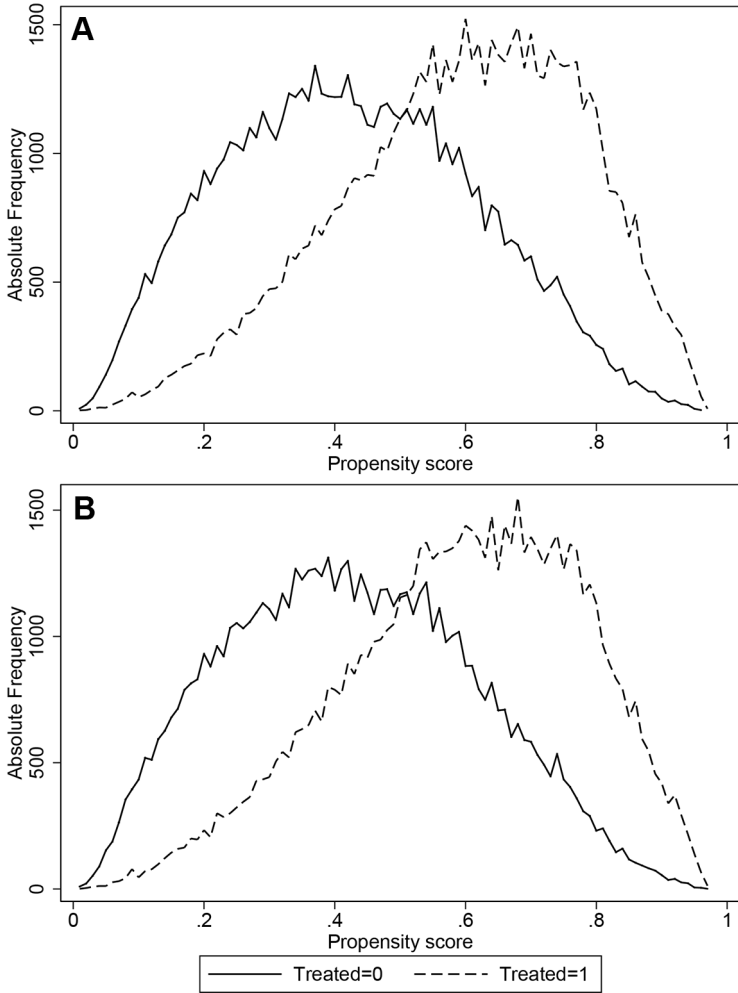 A
1500
1000
500
0
Absolute Frequency
0 .2 .4 .6 .8 1
Propensity score
B
1500
1000
500
0
Absolute Frequency
0 .2 .4 .6 .8 1
Propensity score
Treated=0 Treated=1